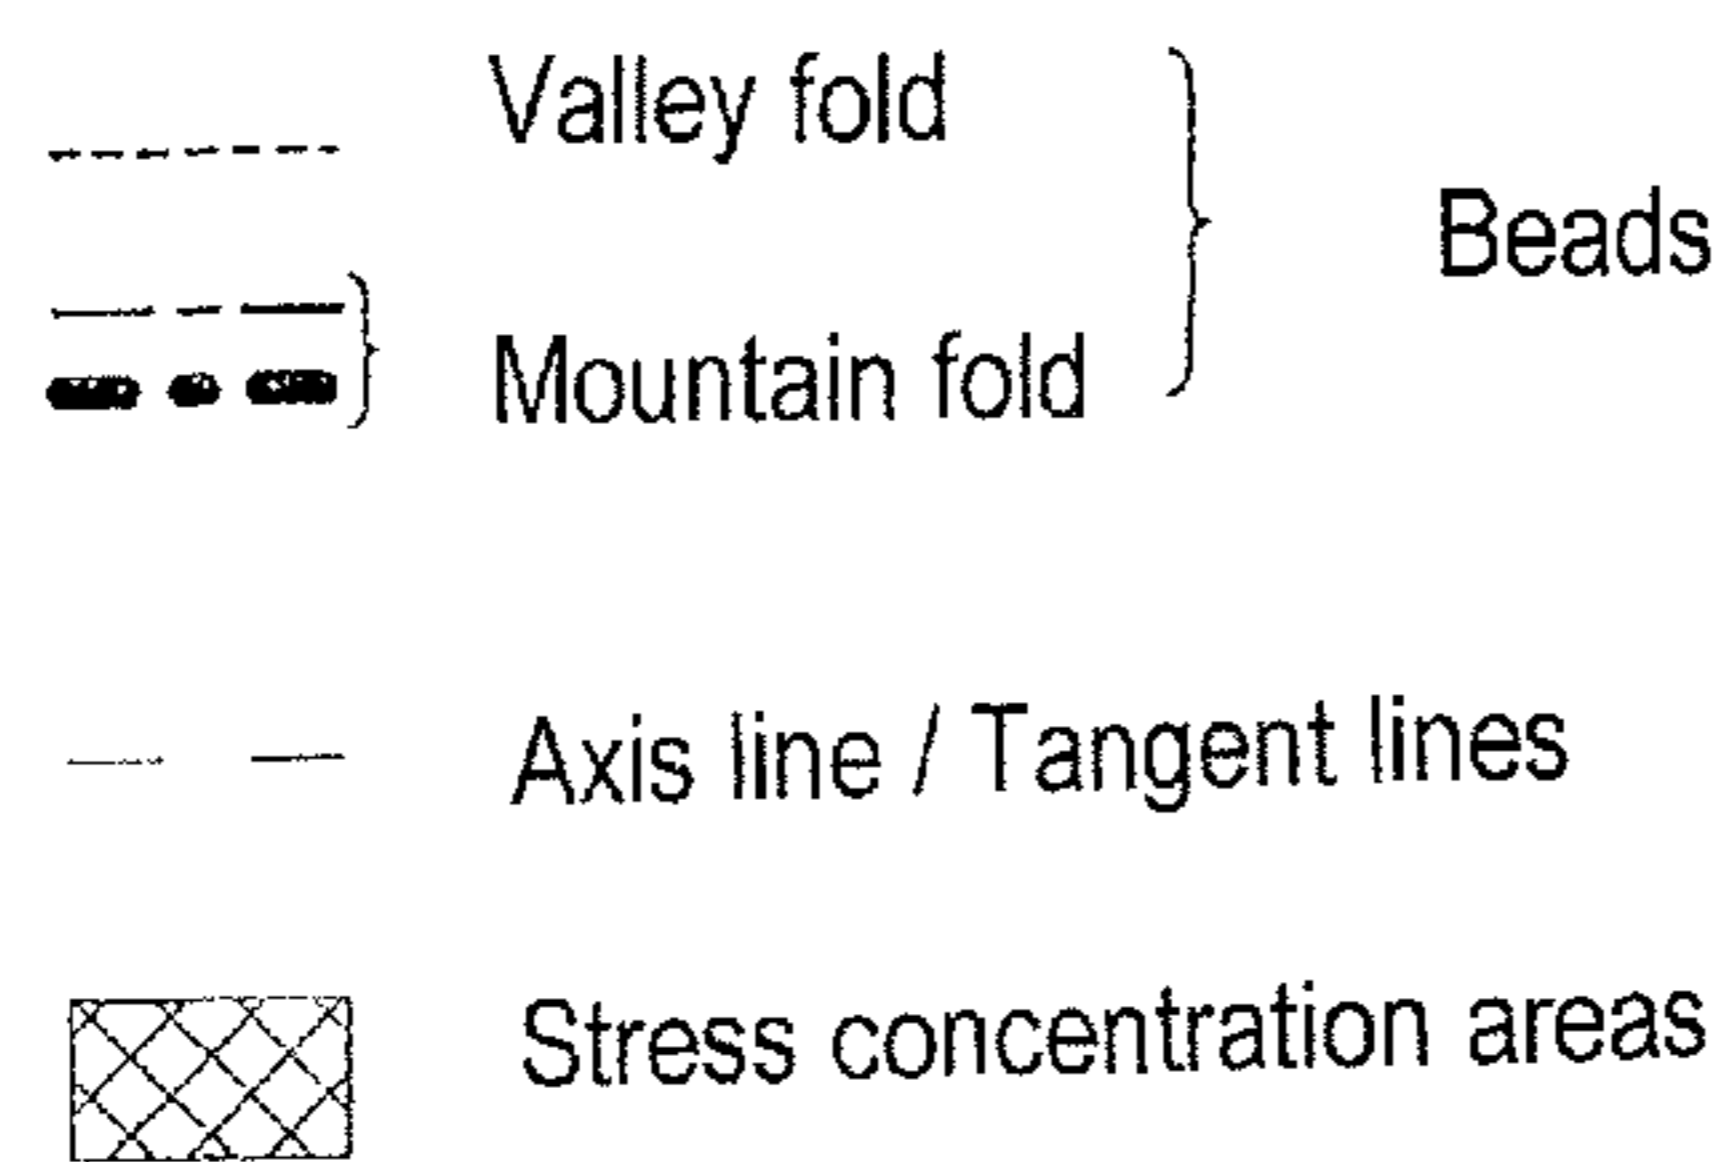 Valley fold
Beads
Mountain fold
Axis line / Tangent lines
Stress concentration areas